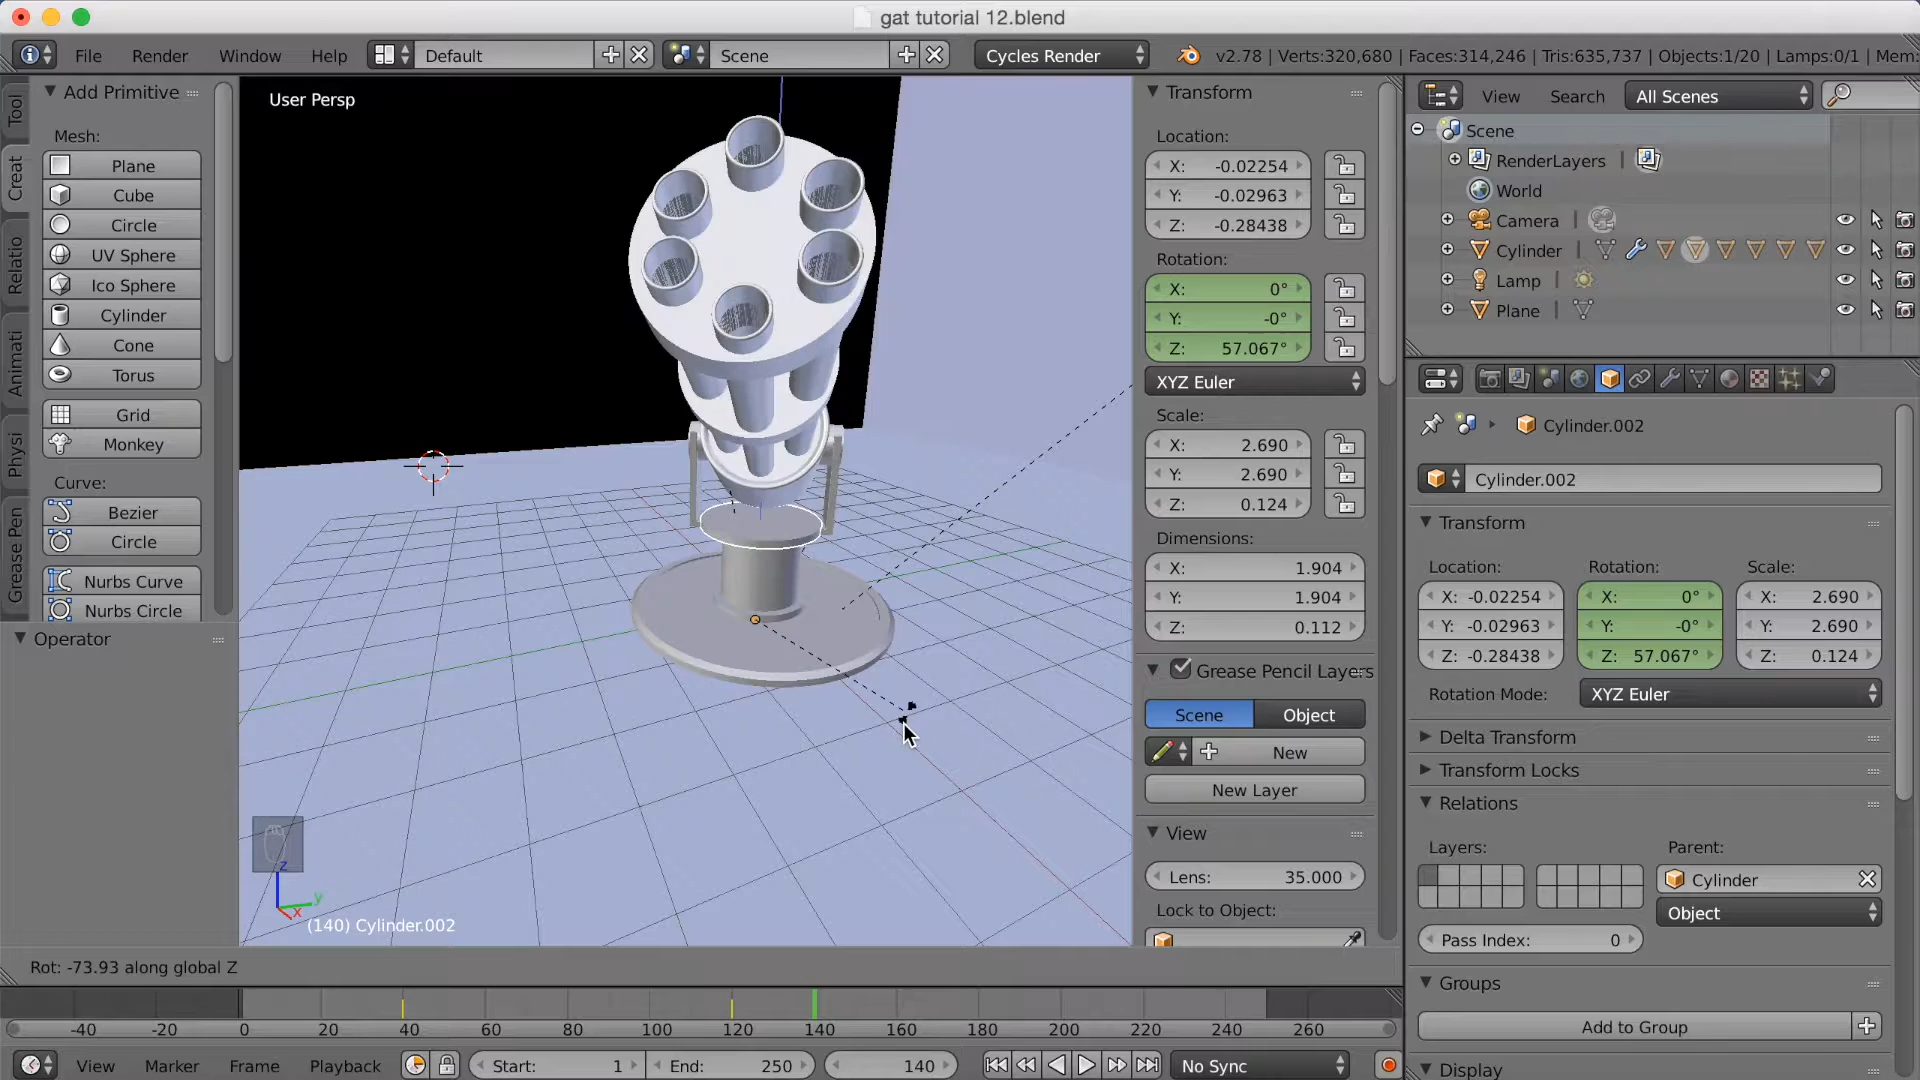 gat tutorial 12.blend
File Render Window Help Default Scene Cycles Render v2.78 | Verts:320,680 | Faces:314,246 | Tris:635,737 | Objects:1/20 | Lamps:0/1 | Mem:
Tool
Creat
Relatio
Animati
Physi
Grease Pen
Add Primitive
Mesh:
Plane
Cube
Circle
UV Sphere
Ico Sphere
Cylinder
Cone
Torus
Grid
Monkey
Curve:
Bezier
Circle
Nurbs Curve
Nurbs Circle
Operator
User Persp
z
y
x
(140) Cylinder.002
Transform
Location:
X: -0.02254
Y: -0.02963
Z: -0.28438
Rotation:
X: 0°
Y: -0°
Z: 57.067°
XYZ Euler
Scale:
X: 2.690
Y: 2.690
Z: 0.124
Dimensions:
X: 1.904
Y: 1.904
Z: 0.112
Grease Pencil Layers
Scene Object
New
New Layer
View
Lens: 35.000
Lock to Object:
View Search All Scenes
Scene
RenderLayers |
World
Camera |
Cylinder |
Lamp |
Plane |
Cylinder.002
Cylinder.002
Transform
Location: Rotation: Scale:
X: -0.02254 X: 0° X: 2.690
Y: -0.02963 Y: -0° Y: 2.690
Z: -0.28438 Z: 57.067° Z: 0.124
Rotation Mode: XYZ Euler
Delta Transform
Transform Locks
Relations
Layers: Parent:
Cylinder
Object
Pass Index: 0
Groups
Add to Group
Display
Rot: -73.93 along global Z
-40 -20 0 20 40 60 80 100 120 140 160 180 200 220 240 260
View Marker Frame Playback Start: 1 End: 250 140 No Sync